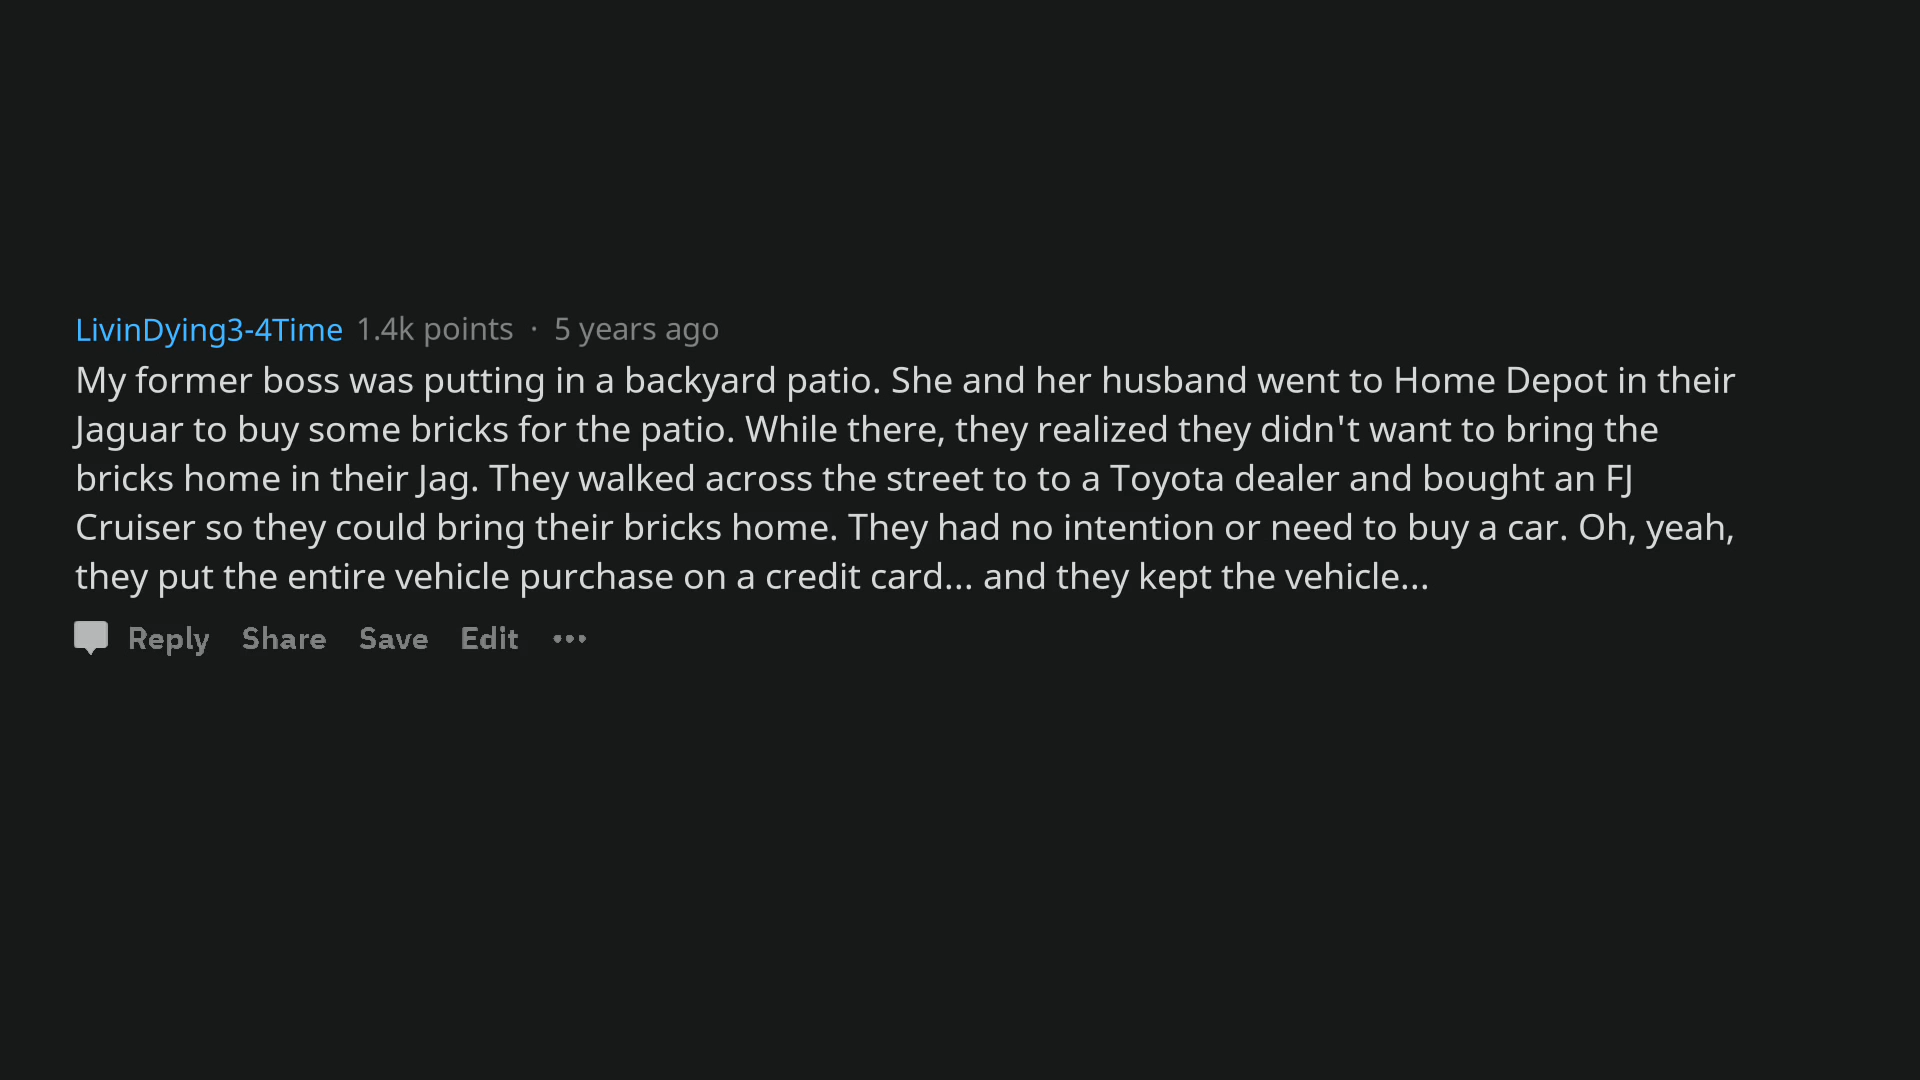 LivinDying3-4Time 1.4k points · 5 years ago
My former boss was putting in a backyard patio. She and her husband went to Home Depot in their
Jaguar to buy some bricks for the patio. While there, they realized they didn't want to bring the
bricks home in their Jag. They walked across the street to to a Toyota dealer and bought an FJ
Cruiser so they could bring their bricks home. They had no intention or need to buy a car. Oh, yeah,
they put the entire vehicle purchase on a credit card... and they kept the vehicle...
Reply Share Save Edit •••